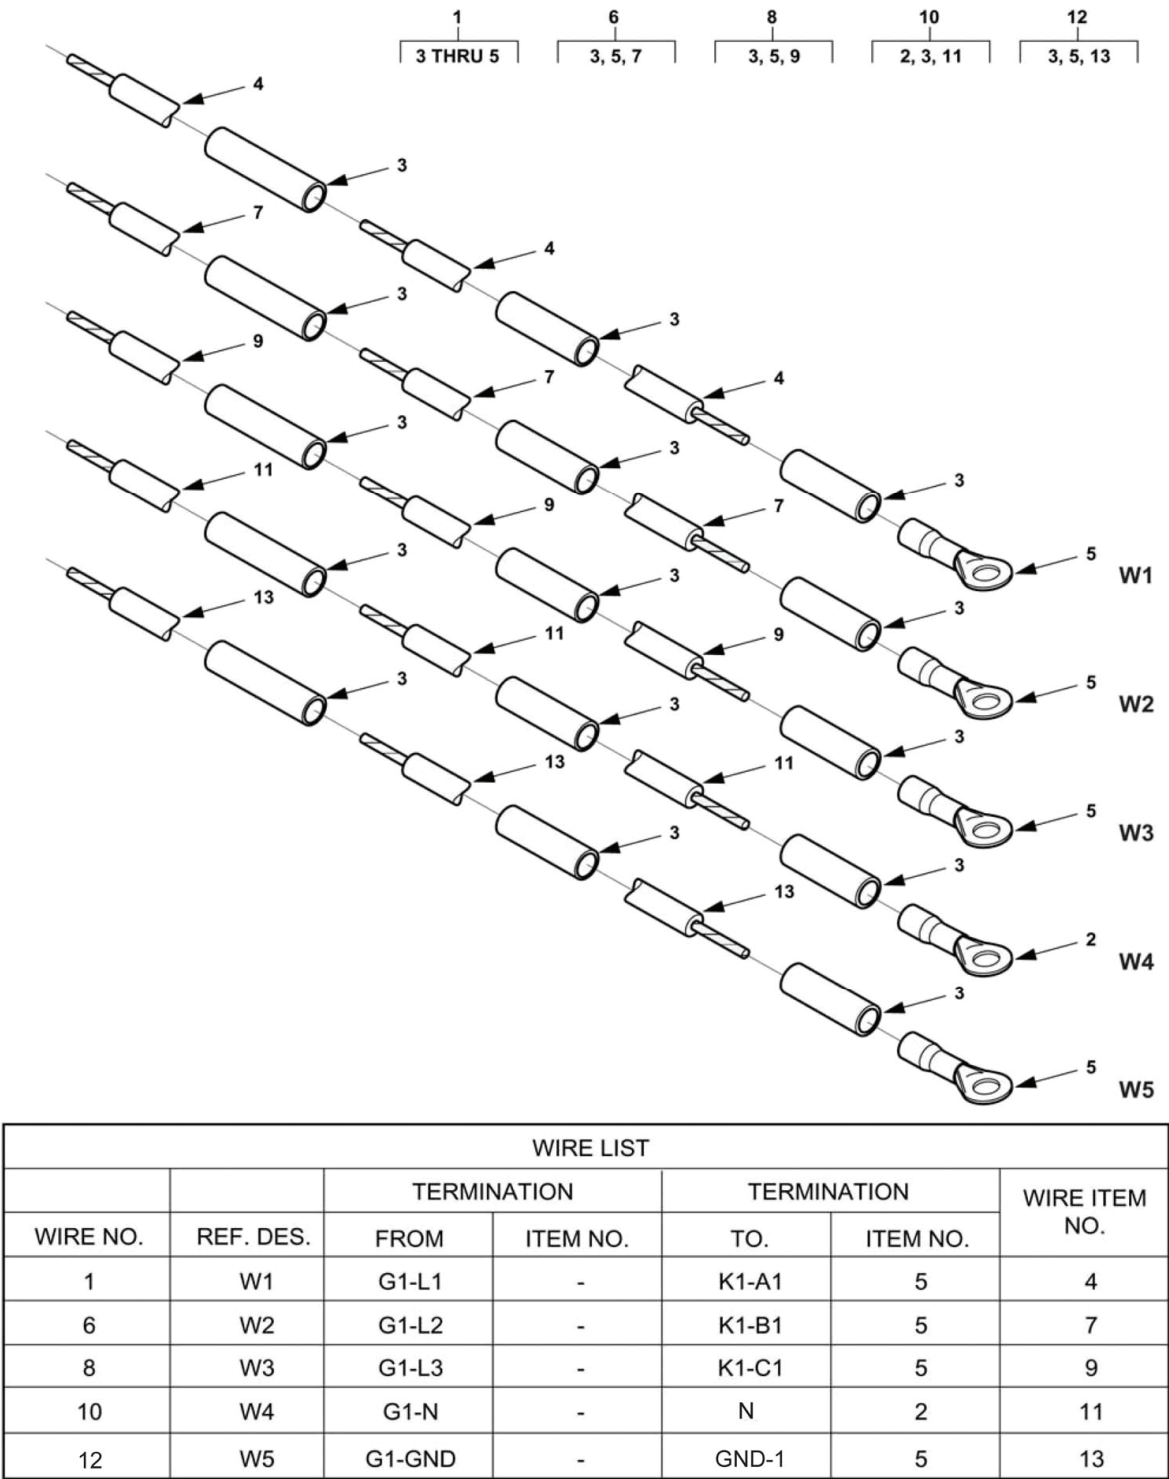 1 6 8 10 12
3 THRU 5 3, 5, 7 3, 5, 9 2, 3, 11 3, 5, 13
4
3
7
4
3
3
9
7
4
3
3
11
9
7
3
3
5 W1
13
11
9
3
3
5 W2
3
13
11
3
3
5 W3
3
13
3
2 W4
3
5 W5
WIRE LIST
TERMINATION TERMINATION WIRE ITEM
NO.
WIRE NO. REF. DES. FROM ITEM NO. TO. ITEM NO.
1 W1 G1-L1 - K1-A1 5 4
6 W2 G1-L2 - K1-B1 5 7
8 W3 G1-L3 - K1-C1 5 9
10 W4 G1-N - N 2 11
12 W5 G1-GND - GND-1 5 13